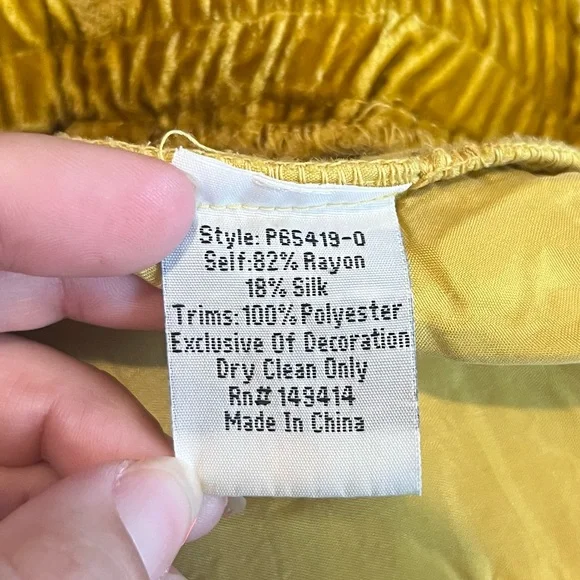 Style: P65419-0
Self:82% Rayon
18% Silk
Trims:100% Polyester
Exclusive Of Decoration
Dry Clean Only
Rn# 149414
Made In China